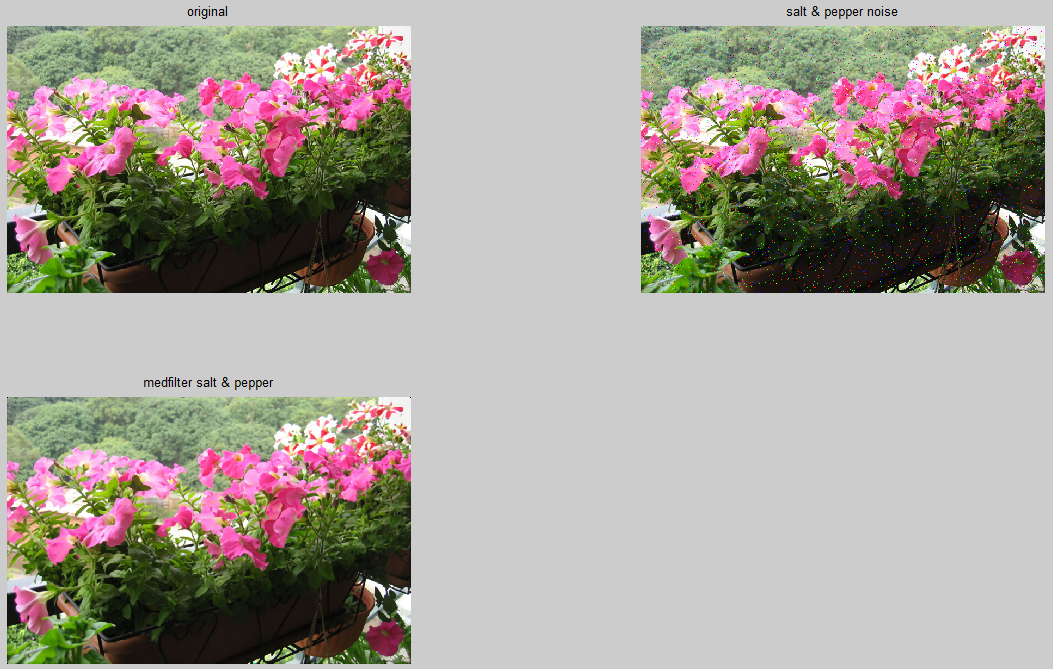 original
salt & pepper noise
medfilter salt & pepper